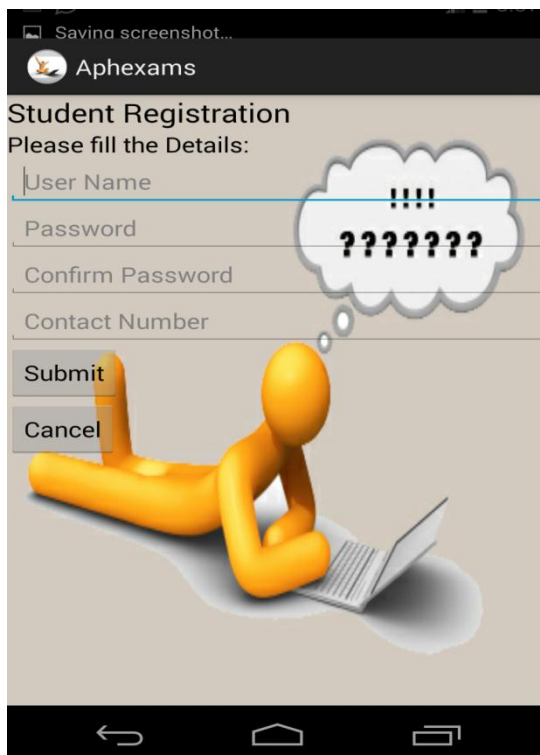 Saving screenshot...
Aphexams
Student Registration
Please fill the Details:
User Name
!!!!
Password
???????
Confirm Password
Contact Number
Submit
Cancel